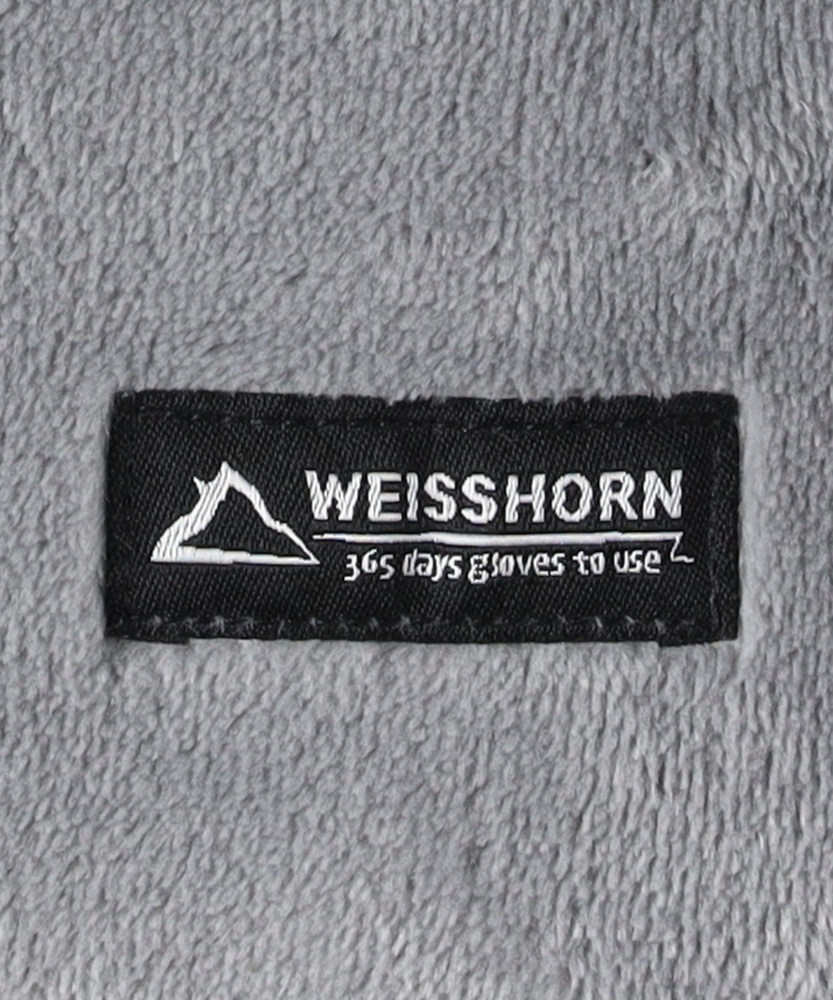 WEISSHORN
365 days gloves to use